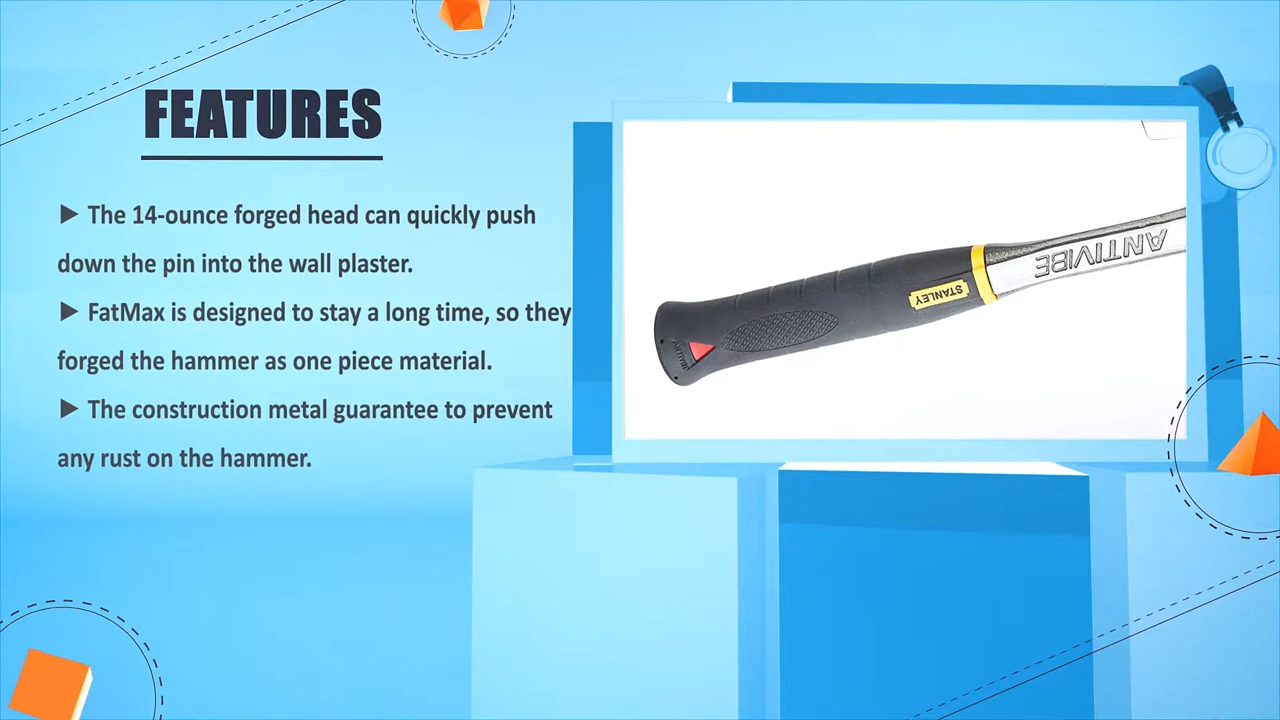 FEATURES
► The 14-ounce forged head can quickly push
down the pin into the wall plaster.
► FatMax is designed to stay a long time, so they
forged the hammer as one piece material.
► The construction metal guarantee to prevent
any rust on the hammer.
ANTIVIBE
STANLEY
ANTIVIBE